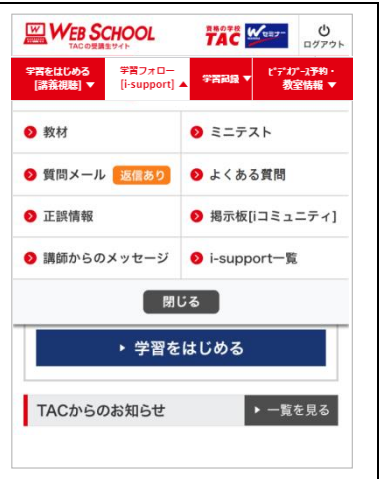 WEB SCHOOL
TACの受講生サイト
資格の学校
TAC
Wセミナー
ログアウト
学習をはじめる
[講義視聴] ▼
学習フォロー
[i-support] ▲
学習記録 ▼
ﾋﾞﾃﾞｵﾌﾞｰｽ予約・
教室情報 ▼
教材
ミニテスト
質問メール 返信あり
よくある質問
正誤情報
掲示板[iコミュニティ]
講師からのメッセージ
i-support一覧
閉じる
学習をはじめる
TACからのお知らせ
一覧を見る